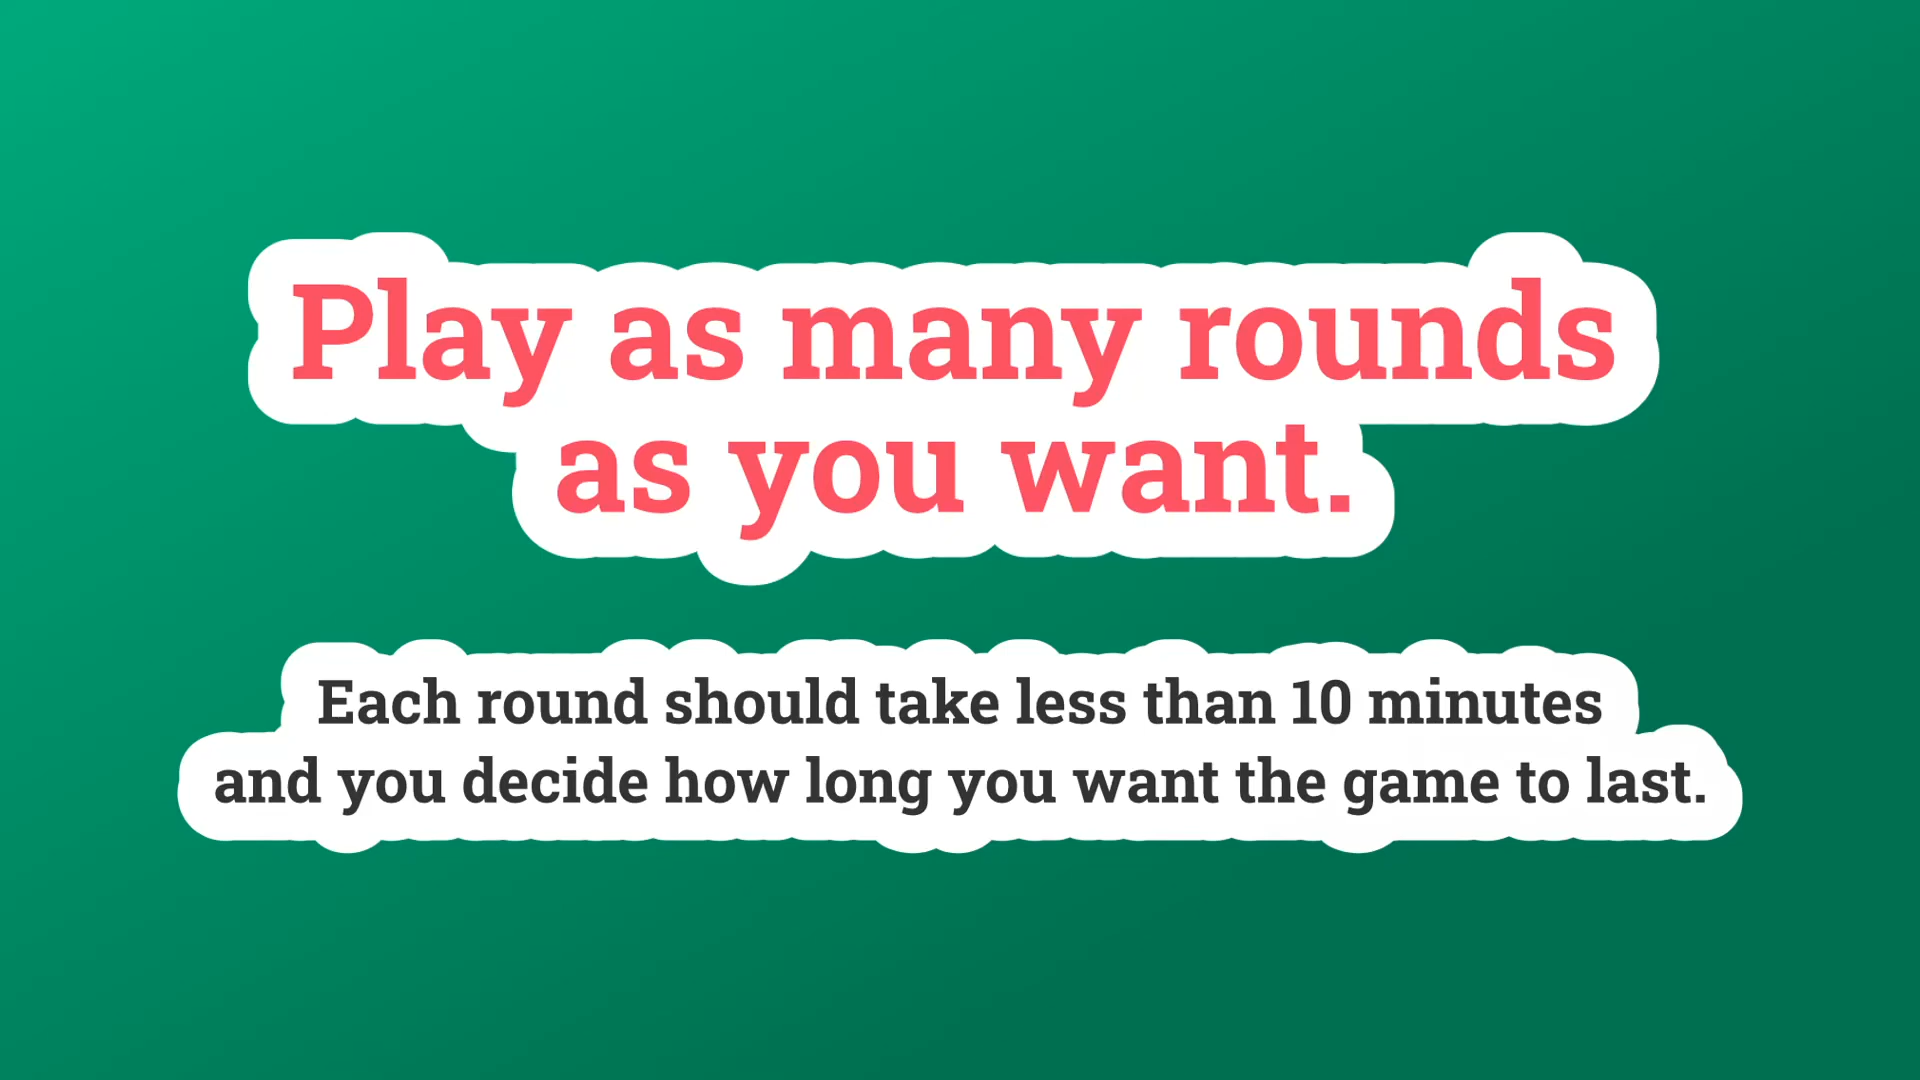 Play as many rounds
as you want.
Each round should take less than 10 minutes
and you decide how long you want the game to last.